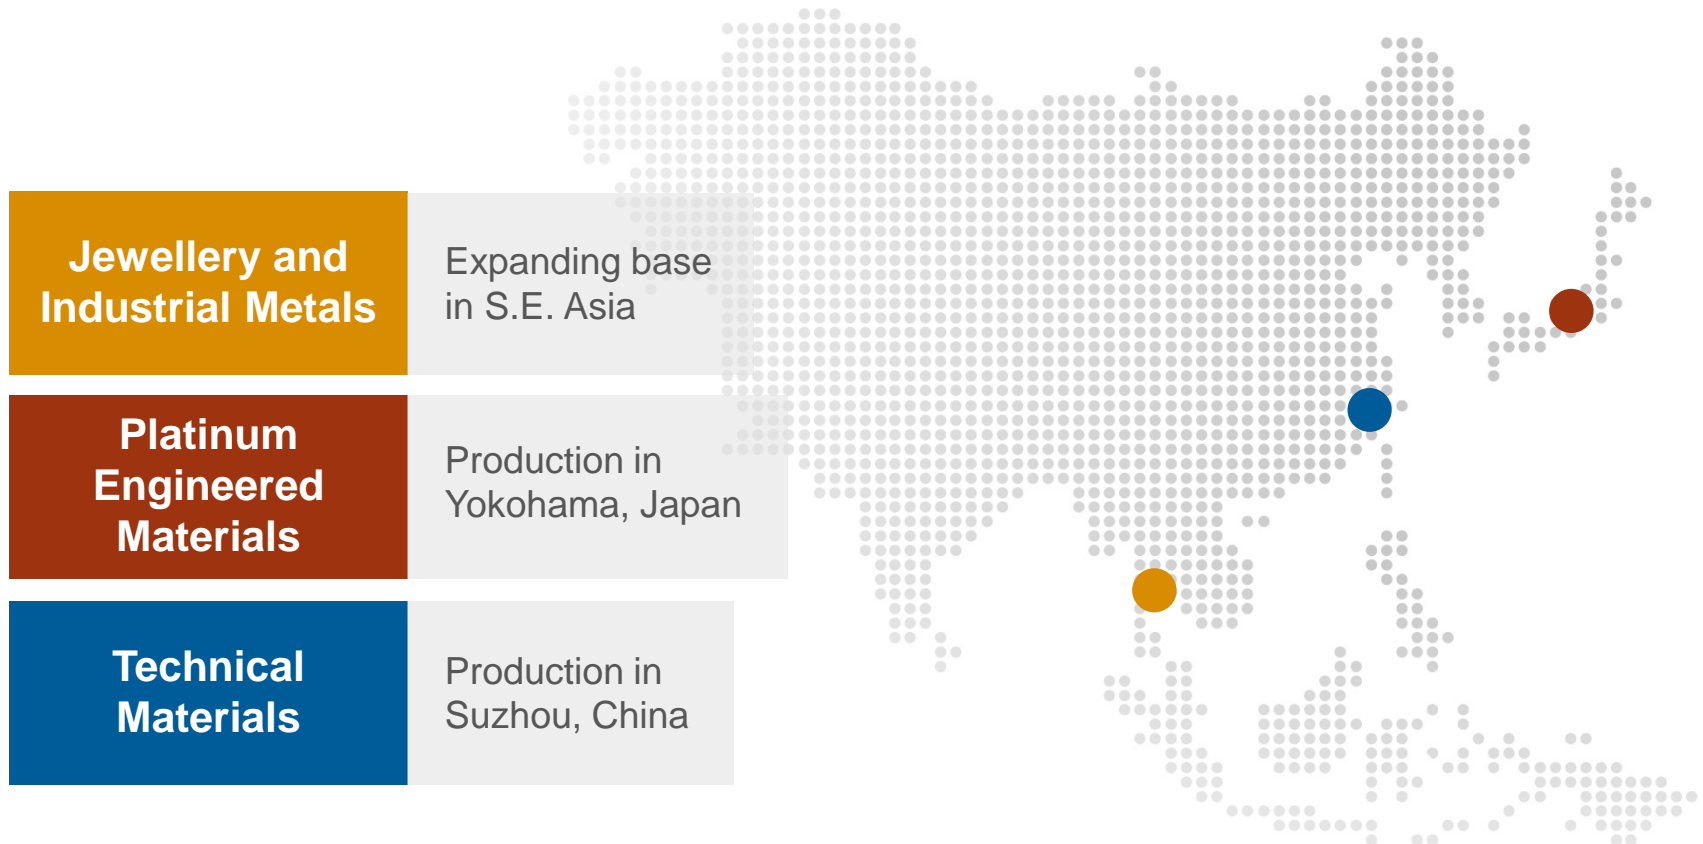 Jewellery and
Industrial Metals
Expanding base
in S.E. Asia
Platinum
Engineered
Materials
Production in
Yokohama, Japan
Technical
Materials
Production in
Suzhou, China